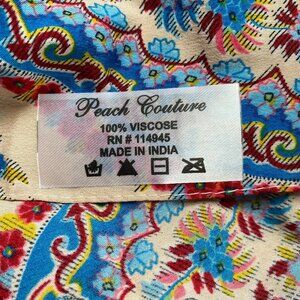 Peach Couture
100% VISCOSE
RN # 114945
MADE IN INDIA